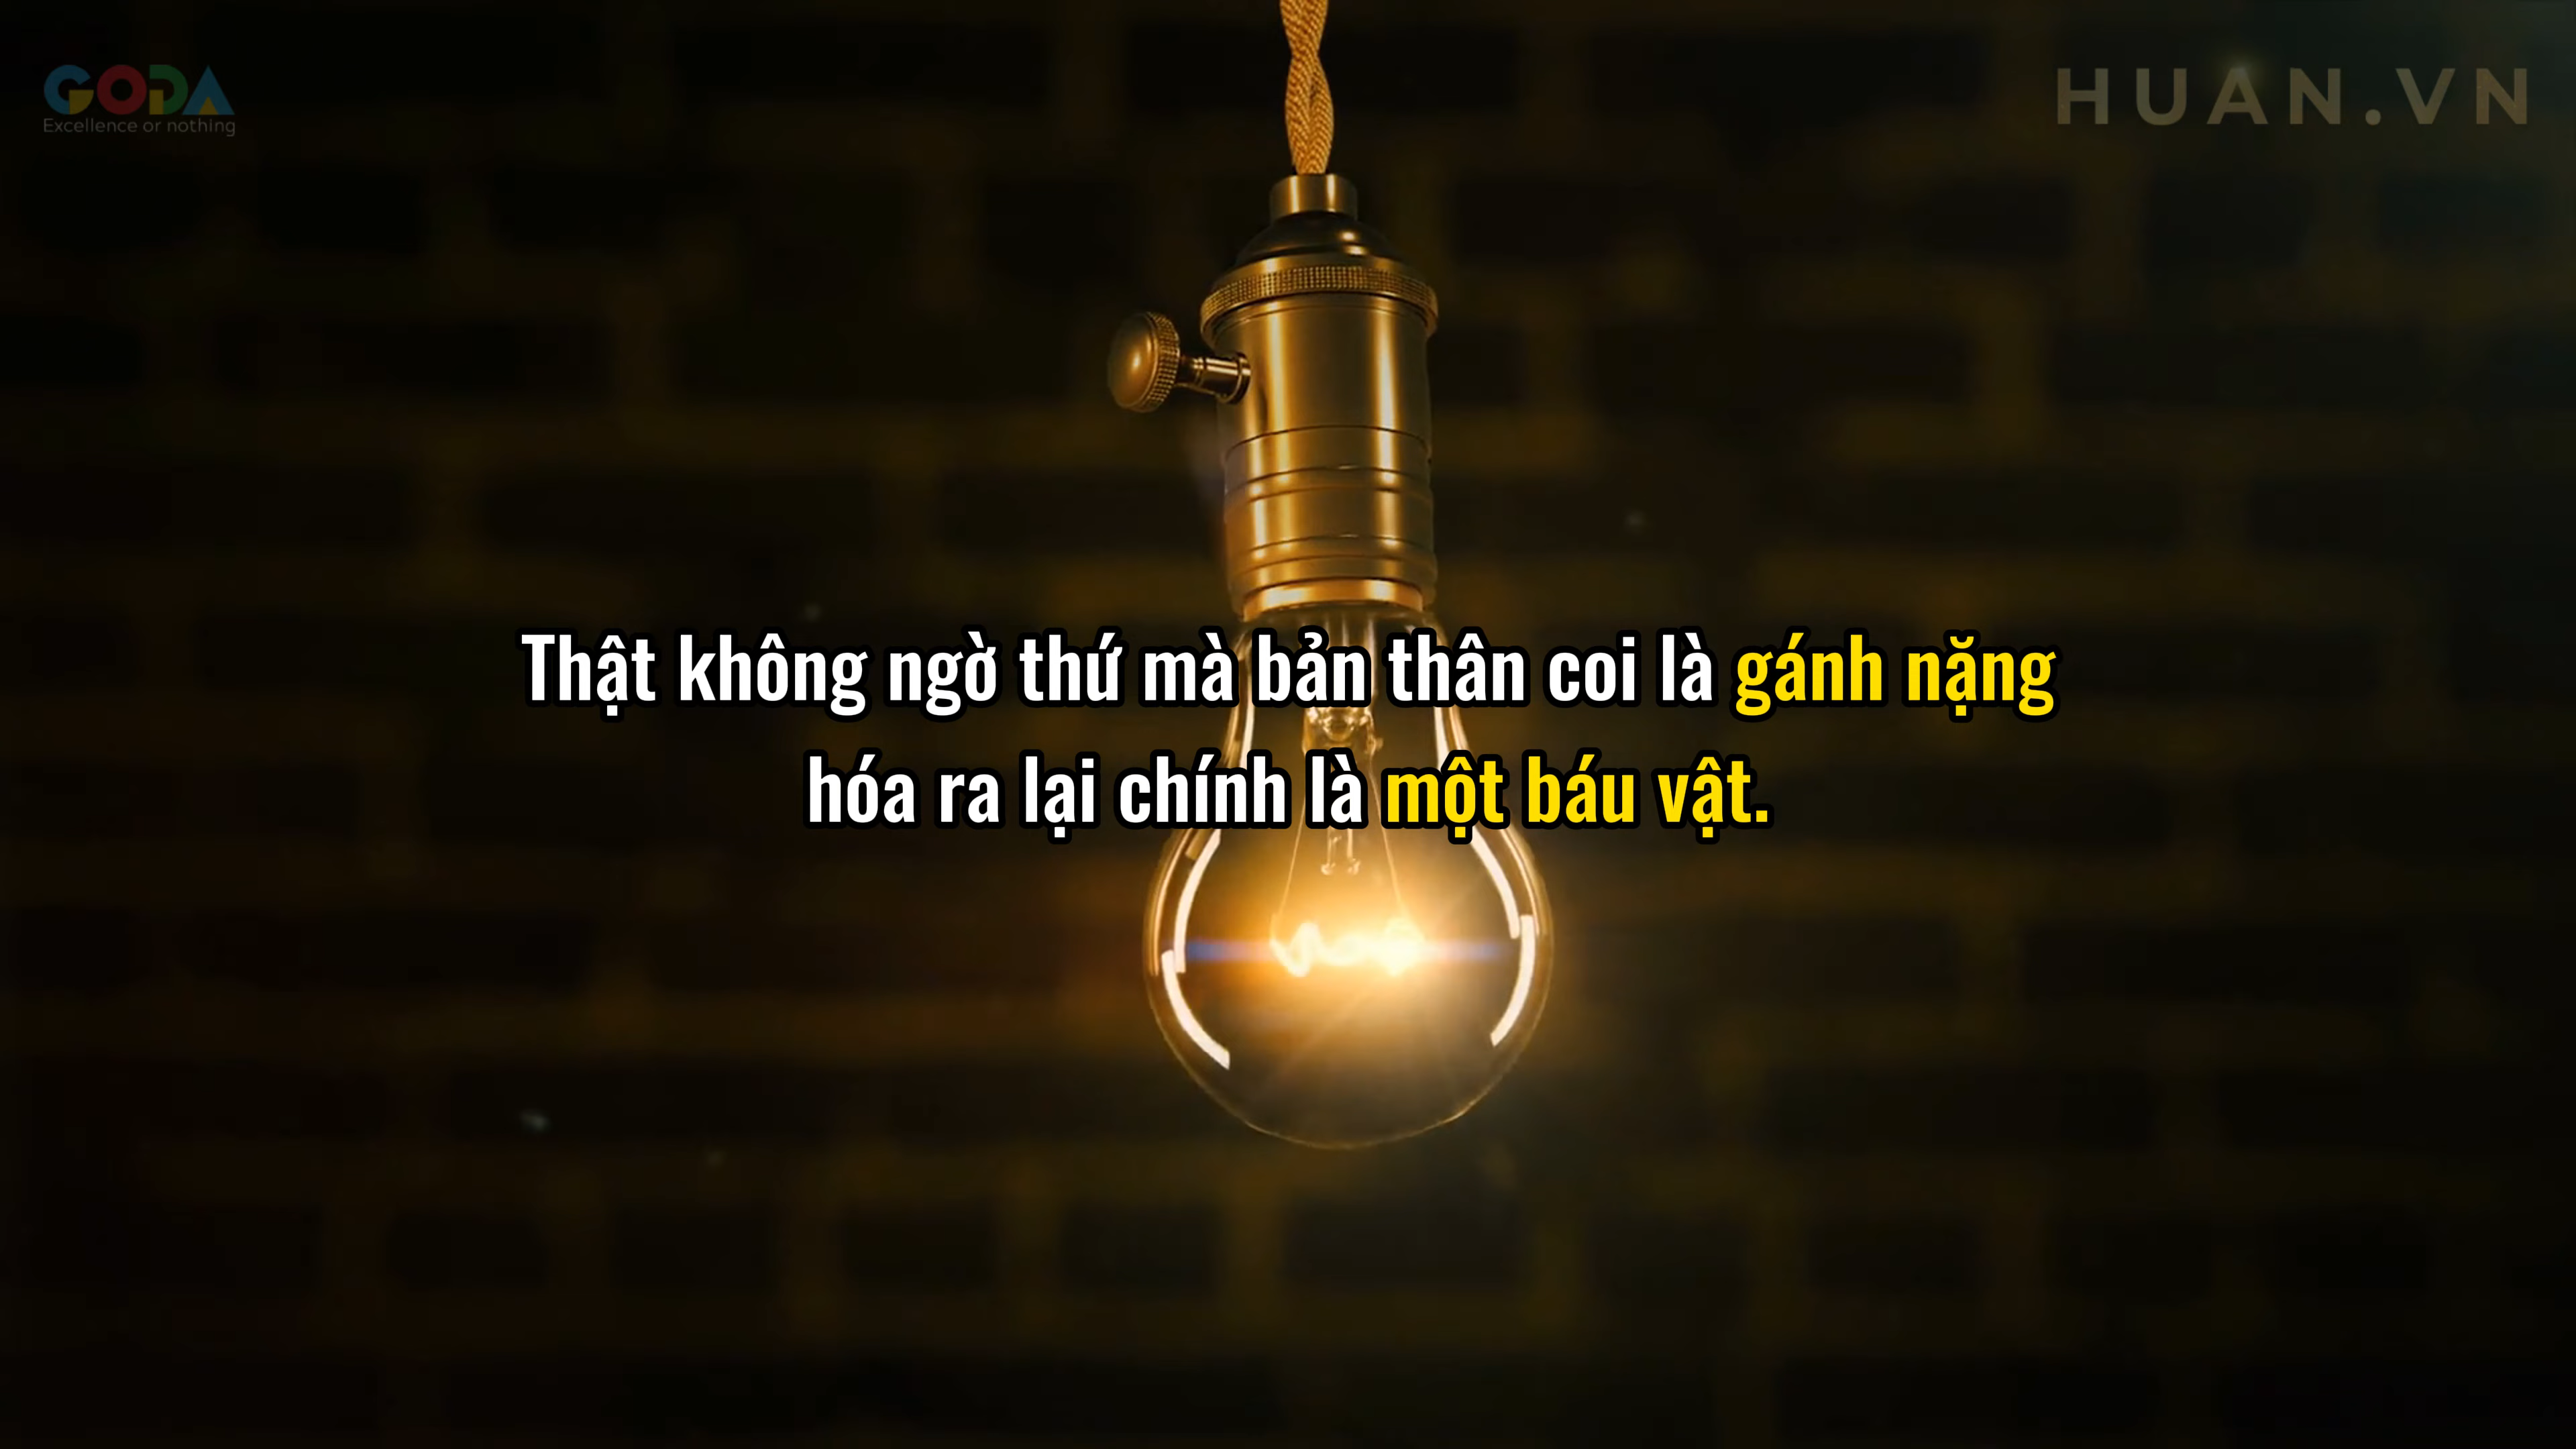 GODA
Excellence or nothing
HUAN.VN
Thật không ngờ thứ mà bản thân coi là gánh nặng
hóa ra lại chính là một báu vật.